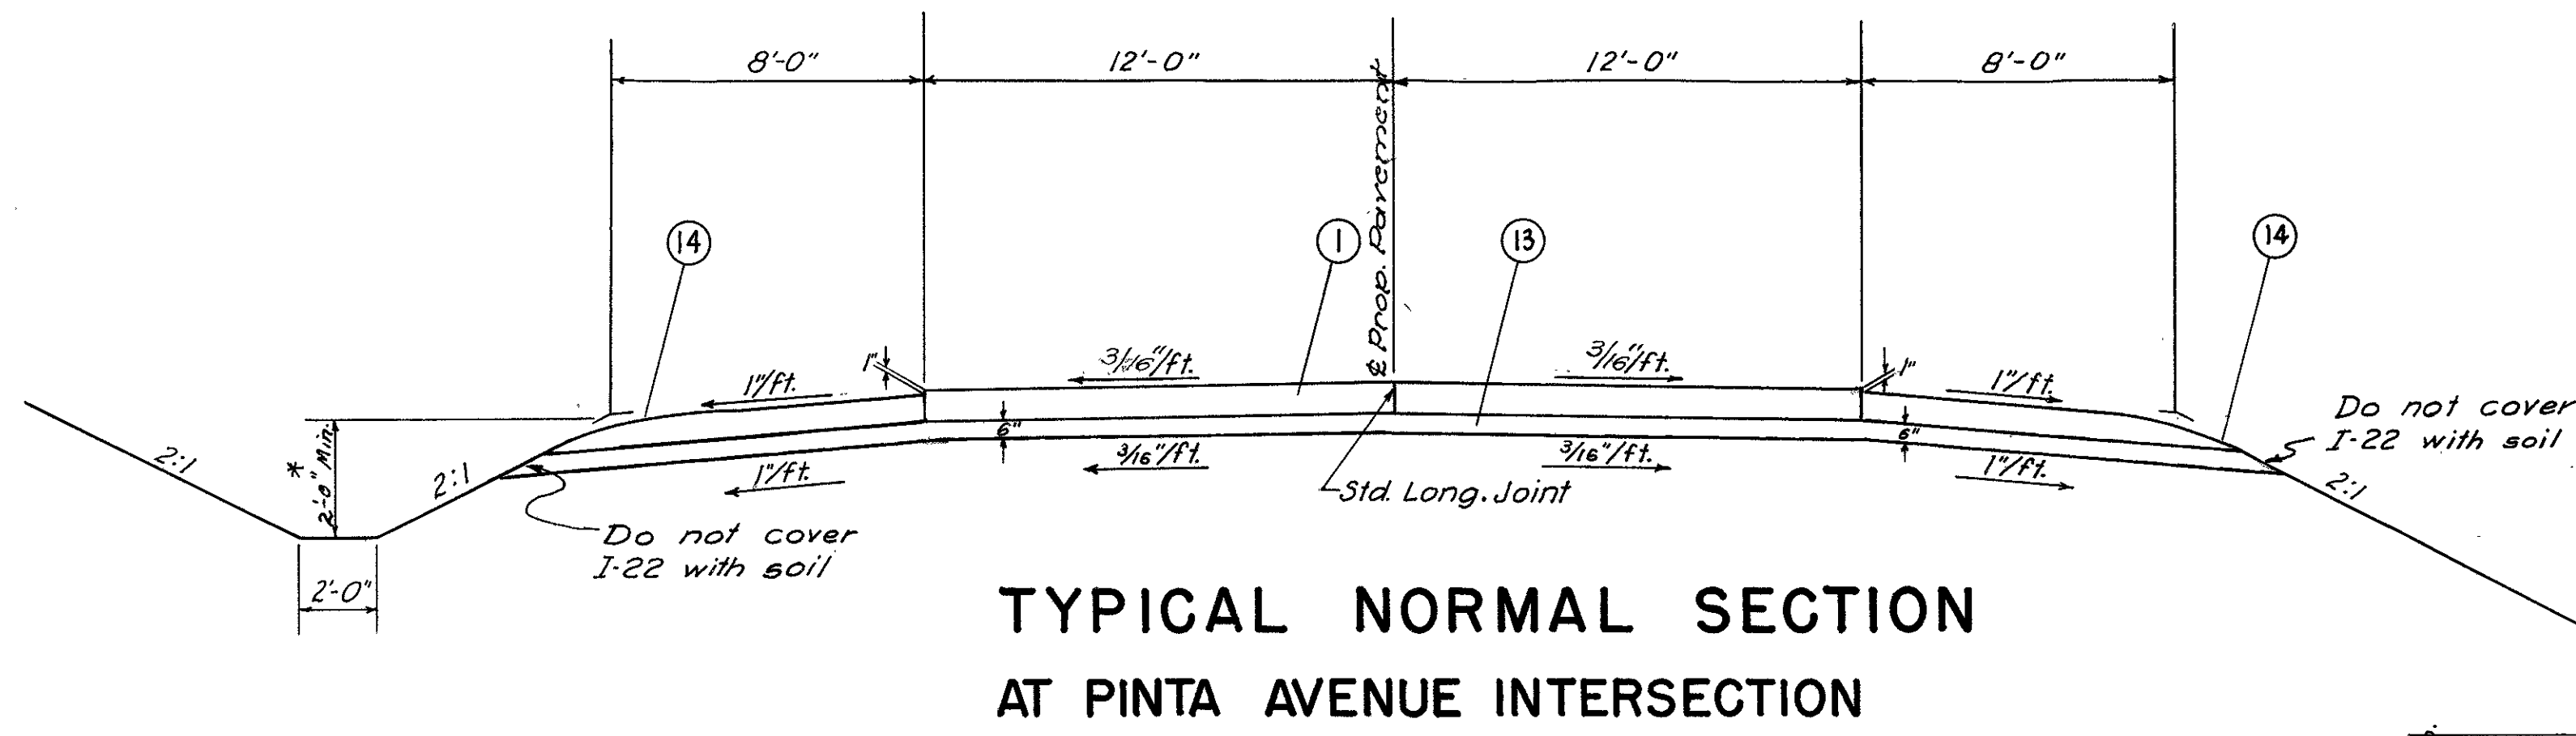 8'-0" 12'-0" 12'-0" 8'-0"
℄ Prop. Pavement
14 1 13 14
1" 3/16"/ft. 3/16"/ft. 1"
1"/ft. 1"/ft.
Do not cover
I-22 with soil
6" 6"
2:1 * 2'-0" Min. 2:1 1"/ft. 3/16"/ft. 3/16"/ft. 1"/ft. 2:1
Std. Long. Joint
Do not cover
I-22 with soil
2'-0"
TYPICAL NORMAL SECTION
AT PINTA AVENUE INTERSECTION